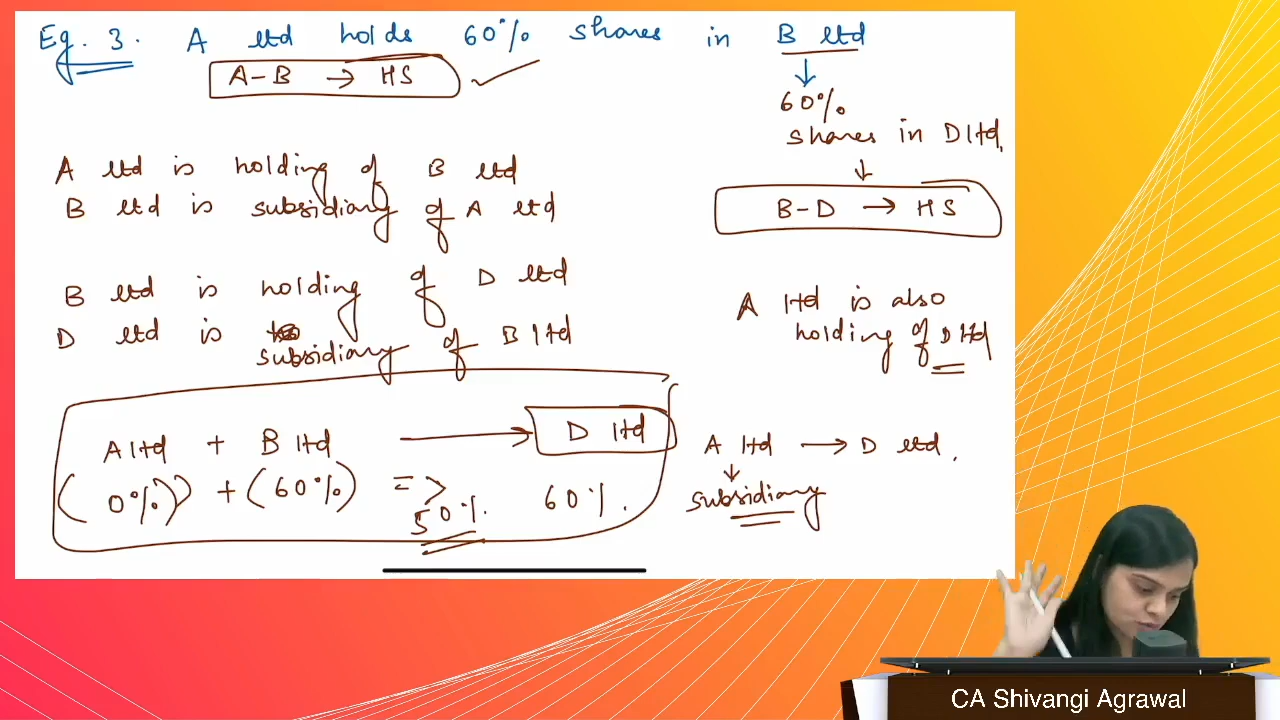 Eg. 3. A ltd holds 60% shares in B ltd
A-B → HS
60%
shares in D ltd.
B-D → HS
A ltd is holding of B ltd
B ltd is subsidiary of A ltd
B ltd is holding of D ltd
D ltd is subsidiary of B ltd
A ltd is also
holding of D ltd
A ltd + B ltd → D ltd
(0%) + (60%) => 50% 60%.
A ltd → D ltd.
subsidiary
CA Shivangi Agrawal